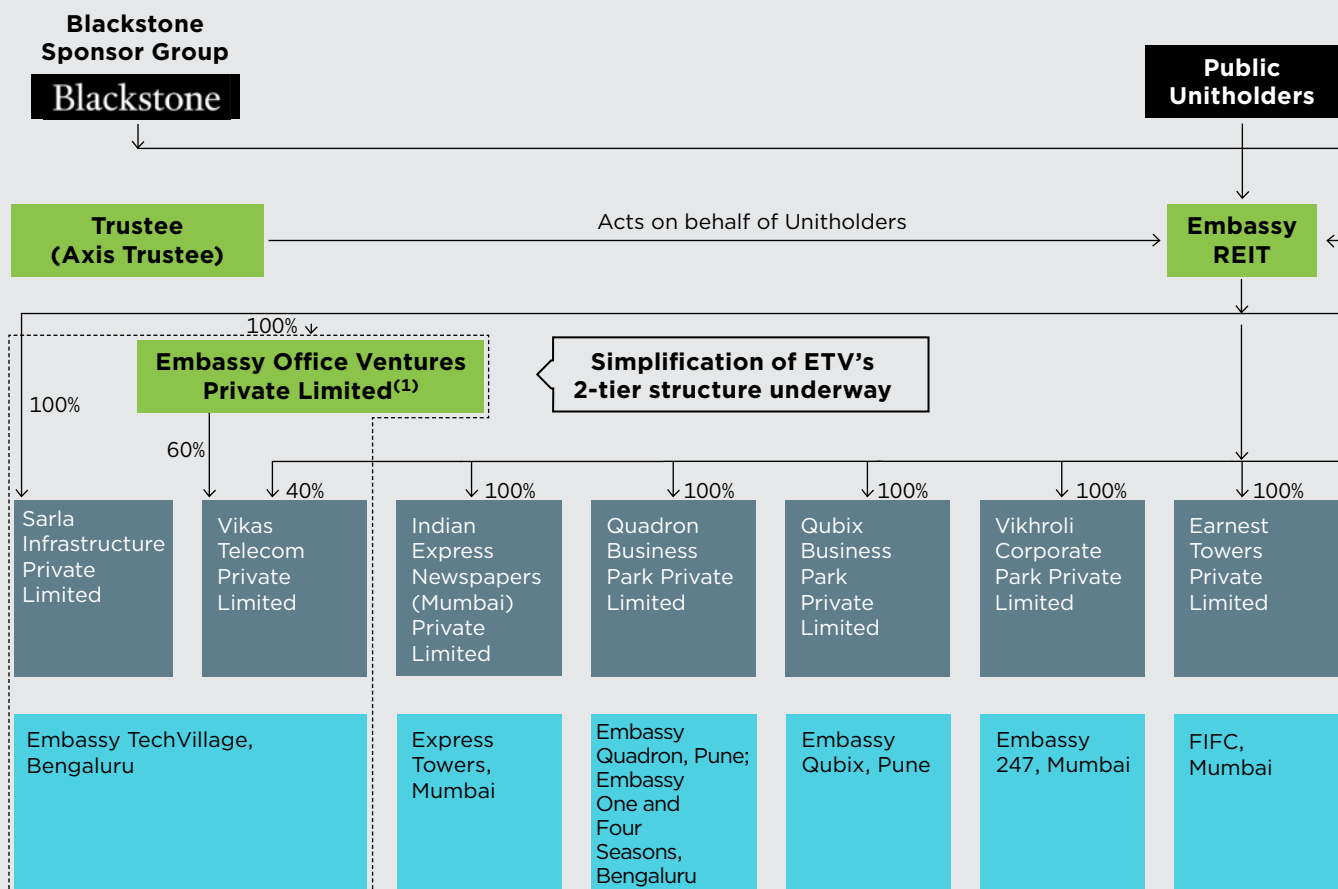 Blackstone
Sponsor Group
Blackstone
Public
Unitholders
Trustee
(Axis Trustee)
Acts on behalf of Unitholders
Embassy
REIT
100%
Embassy Office Ventures
Private Limited(1)
Simplification of ETV's
2-tier structure underway
100%
60%
40%
100%
100%
100%
100%
100%
Sarla
Infrastructure
Private
Limited
Vikas
Telecom
Private
Limited
Indian
Express
Newspapers
(Mumbai)
Private
Limited
Quadron
Business
Park Private
Limited
Qubix
Business
Park
Private
Limited
Vikhroli
Corporate
Park Private
Limited
Earnest
Towers
Private
Limited
Embassy TechVillage,
Bengaluru
Express
Towers,
Mumbai
Embassy
Quadron, Pune;
Embassy
One and
Four
Seasons,
Bengaluru
Embassy
Qubix, Pune
Embassy
247, Mumbai
FIFC,
Mumbai